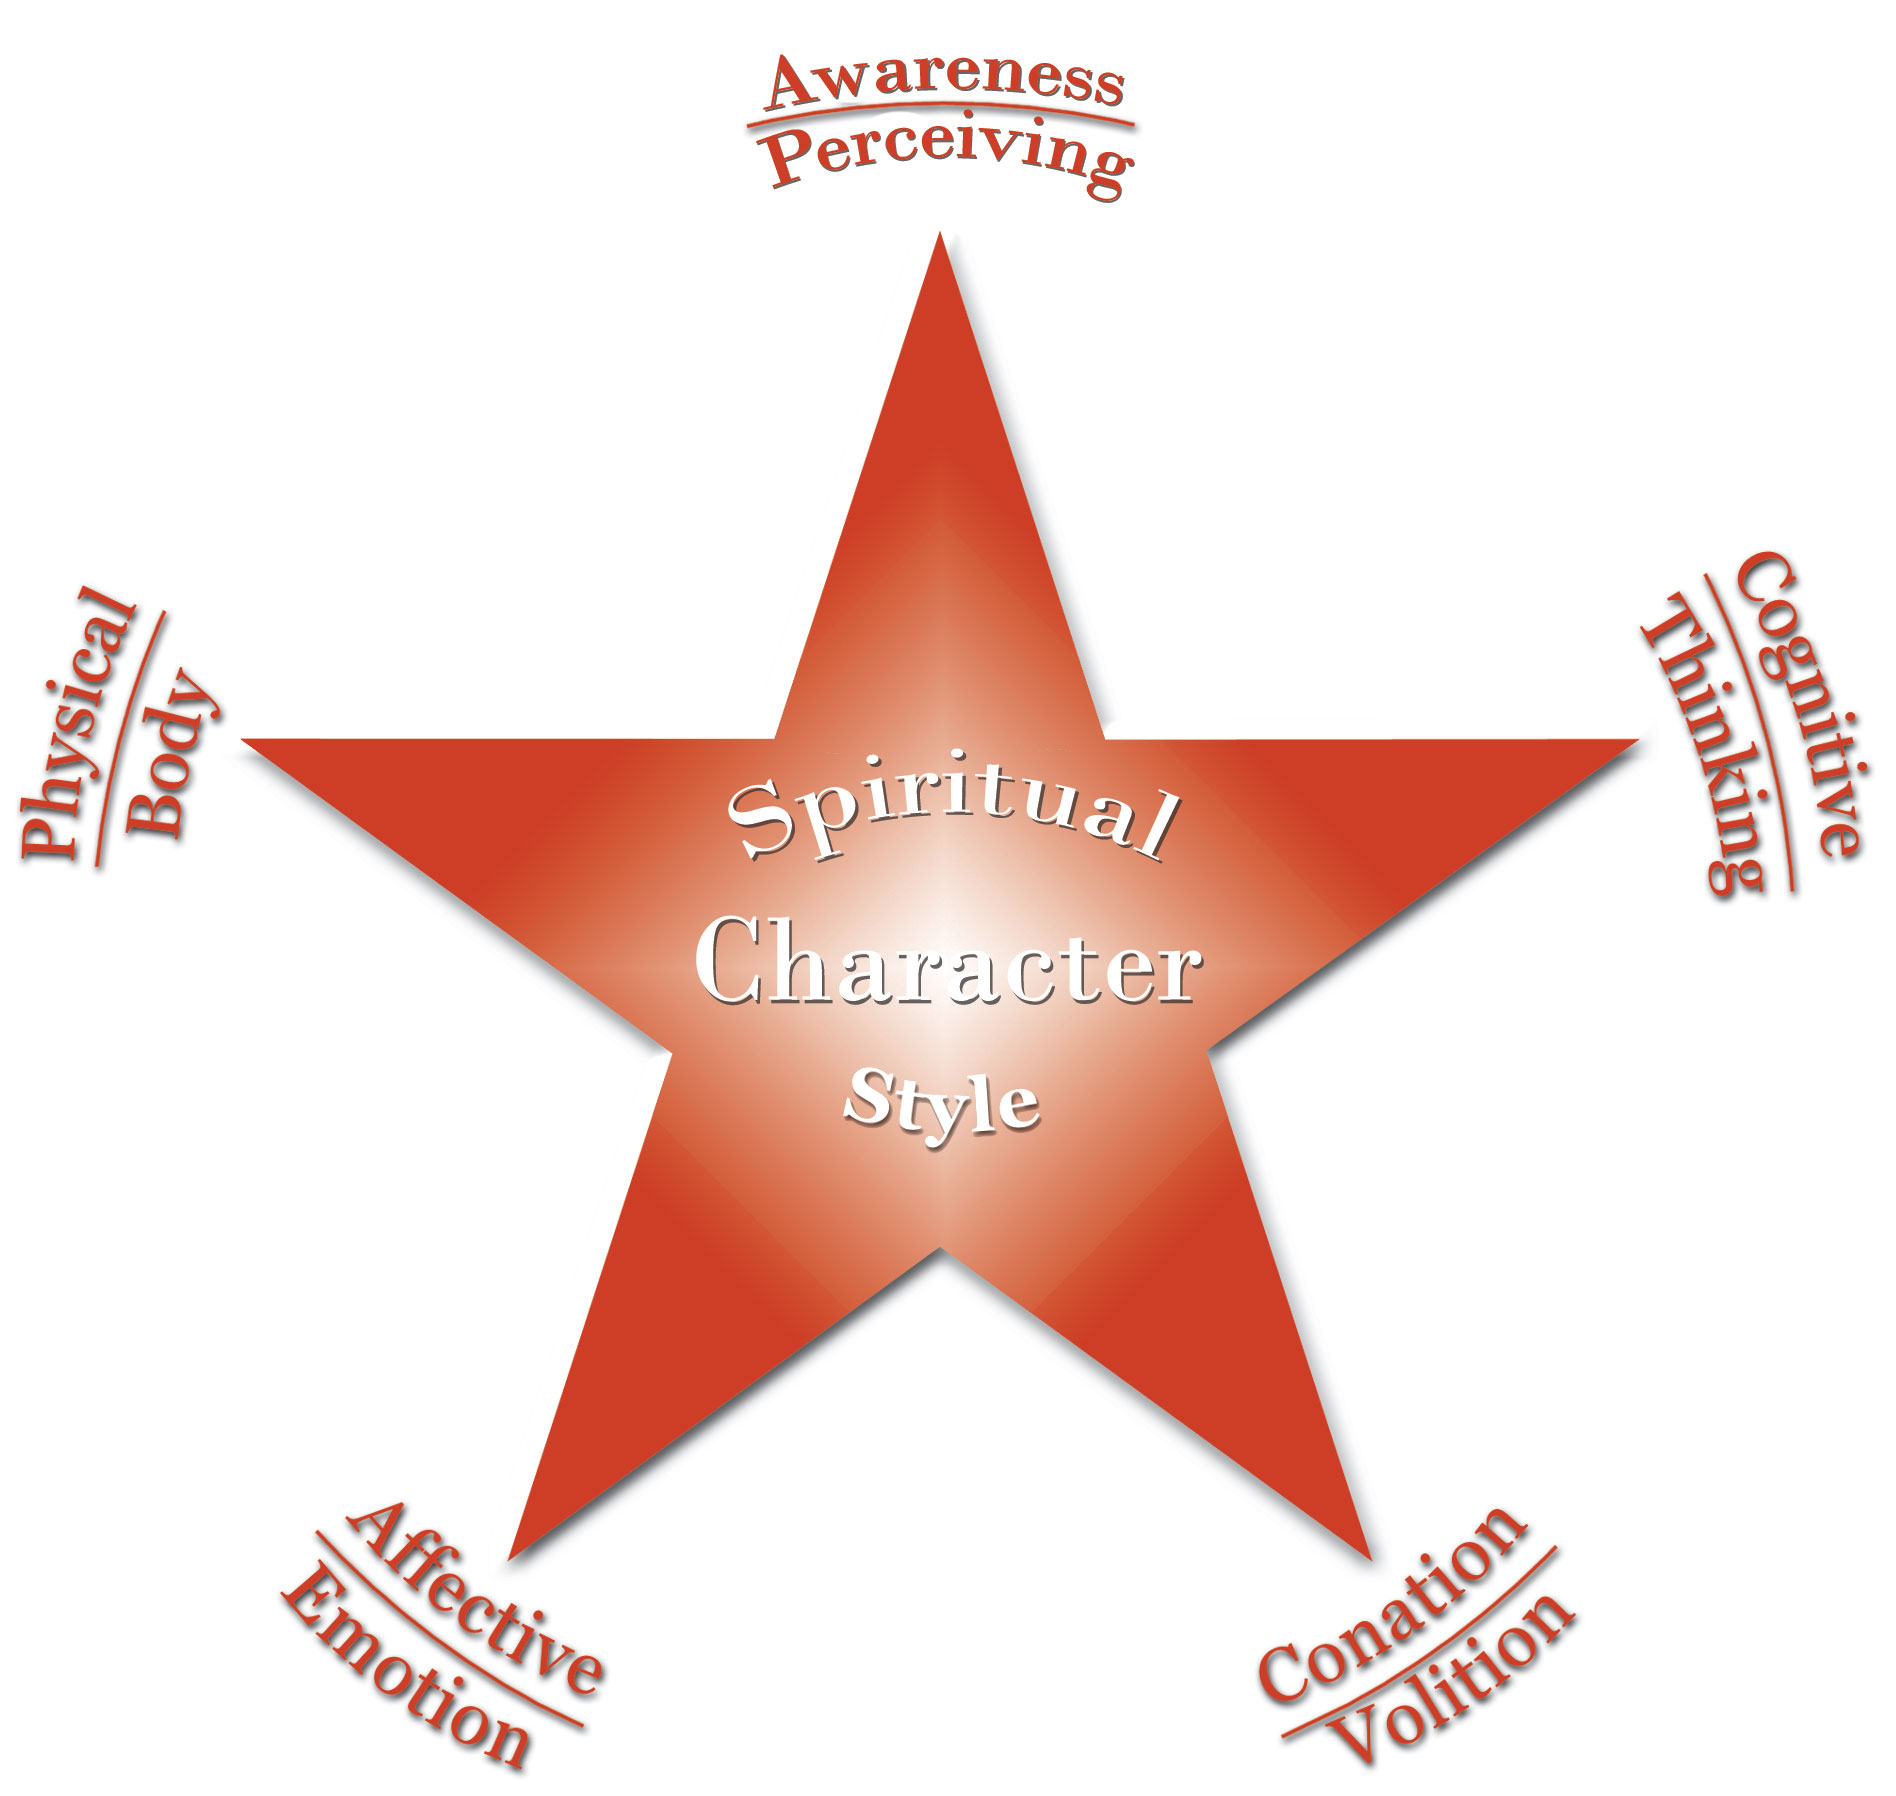 Awareness
Perceiving
Cognitive
Thinking
Physical
Body
Spiritual
Character
Style
Affective
Emotion
Conation
Volition